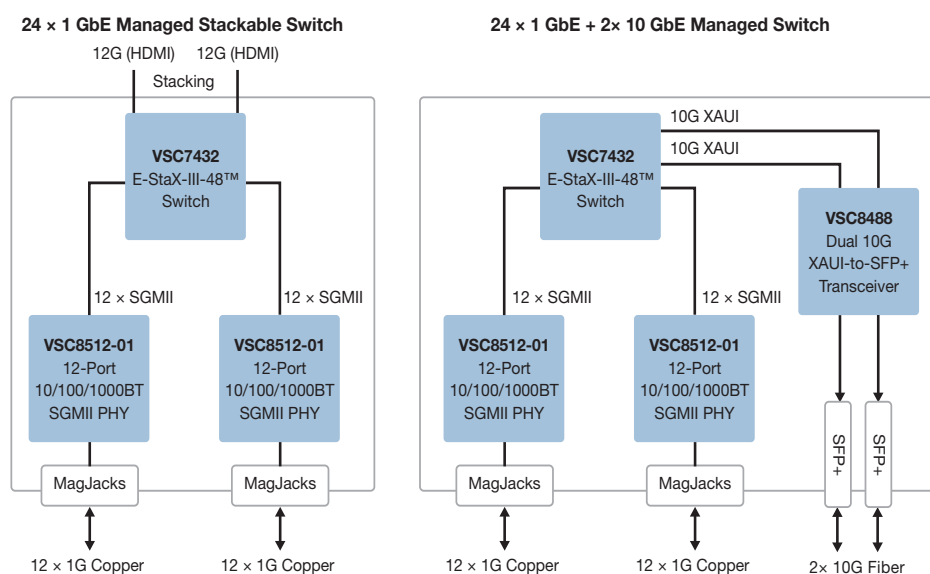 24 × 1 GbE Managed Stackable Switch
12G (HDMI) 12G (HDMI)
Stacking
VSC7432
E-StaX-III-48™
Switch
12 × SGMII 12 × SGMII
VSC8512-01
12-Port
10/100/1000BT
SGMII PHY
VSC8512-01
12-Port
10/100/1000BT
SGMII PHY
MagJacks MagJacks
12 × 1G Copper 12 × 1G Copper
24 × 1 GbE + 2× 10 GbE Managed Switch
10G XAUI
10G XAUI
VSC7432
E-StaX-III-48™
Switch
VSC8488
Dual 10G
XAUI-to-SFP+
Transceiver
12 × SGMII 12 × SGMII
VSC8512-01
12-Port
10/100/1000BT
SGMII PHY
VSC8512-01
12-Port
10/100/1000BT
SGMII PHY
SFP+
SFP+
MagJacks MagJacks
12 × 1G Copper 12 × 1G Copper 2× 10G Fiber